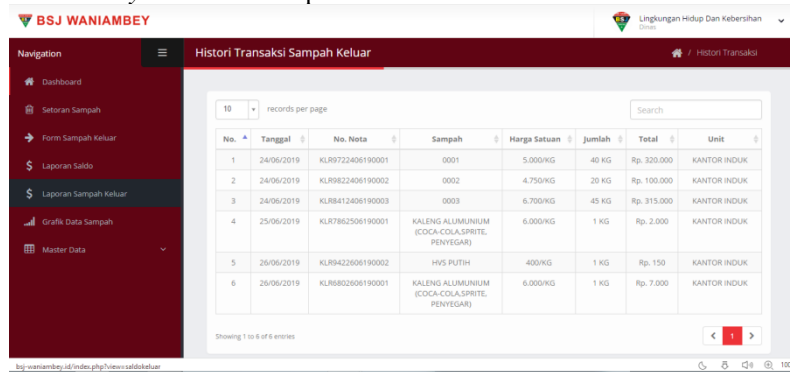 BSJ WANIAMBEY
Lingkungan Hidup Dan Kebersihan
Dinas
Navigation
Histori Transaksi Sampah Keluar
/ Histori Transaksi
Dashboard
Setoran Sampah
Form Sampah Keluar
Laporan Saldo
Laporan Sampah Keluar
Grafik Data Sampah
Master Data
10 records per page
Search
No. Tanggal No. Nota Sampah Harga Satuan Jumlah Total Unit
1 24/06/2019 KLR9722406190001 0001 5.000/KG 40 KG Rp. 320.000 KANTOR INDUK
2 24/06/2019 KLR9822406190002 0002 4.750/KG 20 KG Rp. 100.000 KANTOR INDUK
3 24/06/2019 KLR8412406190003 0003 6.700/KG 45 KG Rp. 315.000 KANTOR INDUK
4 25/06/2019 KLR7862506190001 KALENG ALUMUNIUM 6.000/KG 1 KG Rp. 2.000 KANTOR INDUK
(COCA-COLA,SPRITE,
PENYEGAR)
5 26/06/2019 KLR9422606190002 HVS PUTIH 400/KG 1 KG Rp. 150 KANTOR INDUK
6 26/06/2019 KLR6802606190001 KALENG ALUMUNIUM 6.000/KG 1 KG Rp. 7.000 KANTOR INDUK
(COCA-COLA,SPRITE,
PENYEGAR)
Showing 1 to 6 of 6 entries
1
bsj-waniambey.id/index.php?view=saldokeluar
100